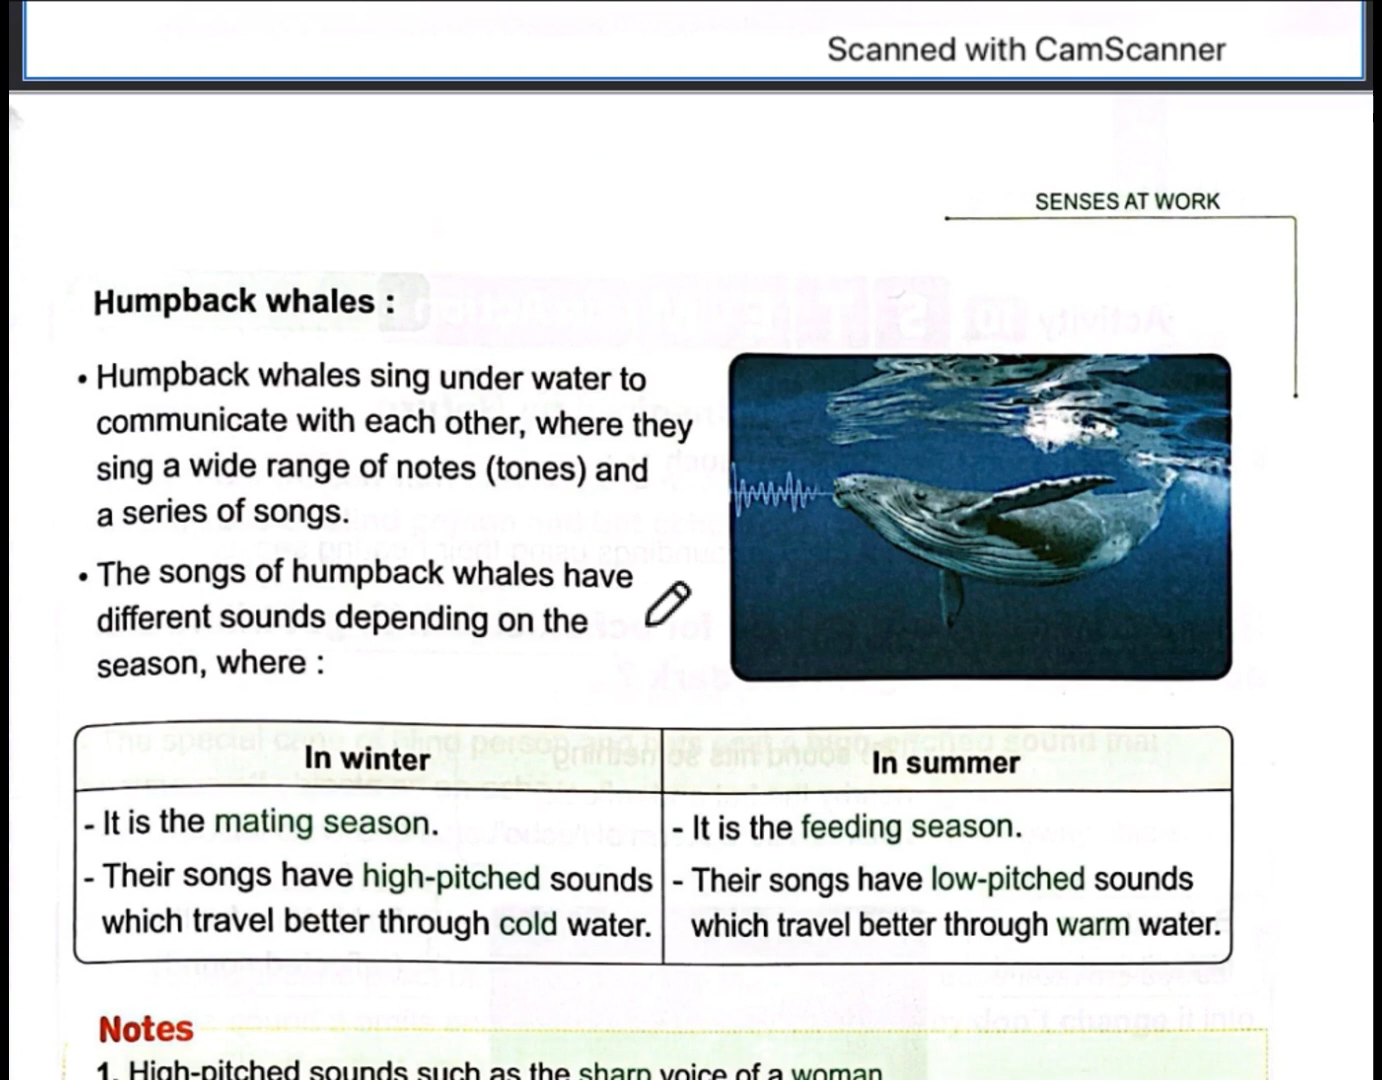 Scanned with CamScanner
SENSES AT WORK
Humpback whales :
• Humpback whales sing under water to
communicate with each other, where they
sing a wide range of notes (tones) and
a series of songs.
• The songs of humpback whales have
different sounds depending on the
season, where :
In winter
- It is the mating season.
- Their songs have high-pitched sounds
which travel better through cold water.
In summer
- It is the feeding season.
- Their songs have low-pitched sounds
which travel better through warm water.
Notes
1. High-pitched sounds such as the sharp voice of a woman